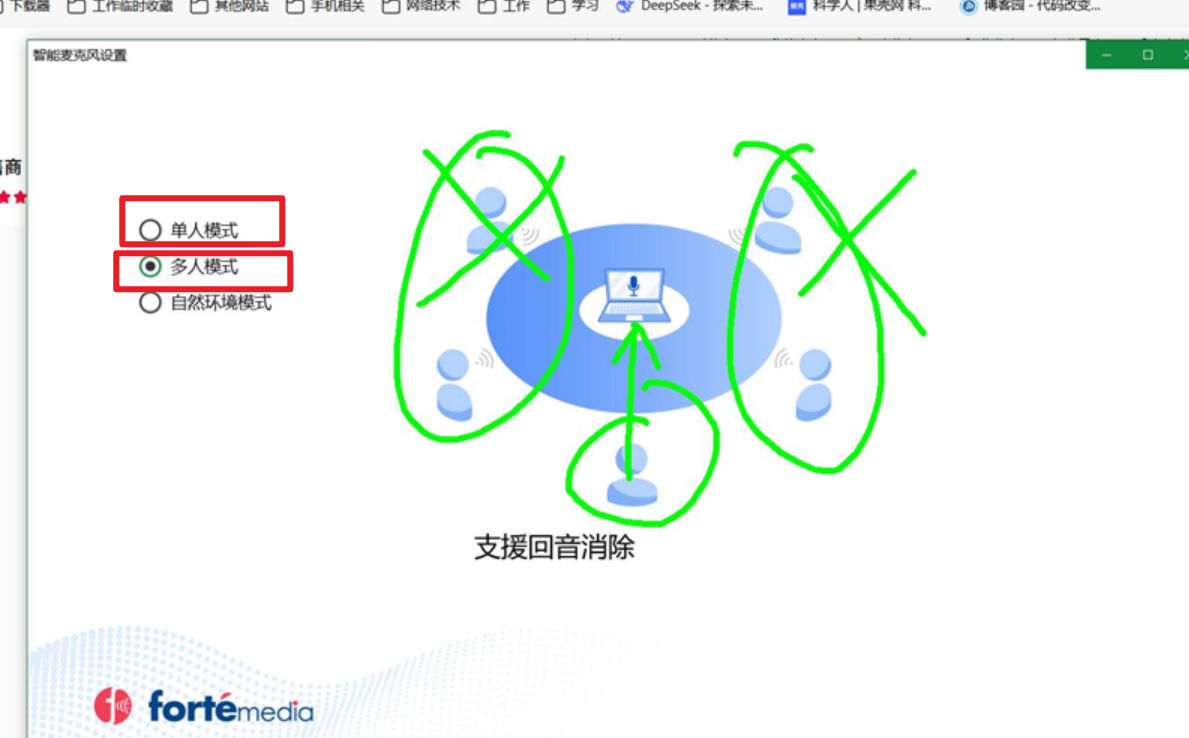 下载器 工作临时收藏 其他网站 手机相关 网络技术 工作 学习 DeepSeek - 探索未... 科学人 | 果壳网 科... 博客园 - 代码改变...
智能麦克风设置
商
单人模式
多人模式
自然环境模式
支援回音消除
fortémedia